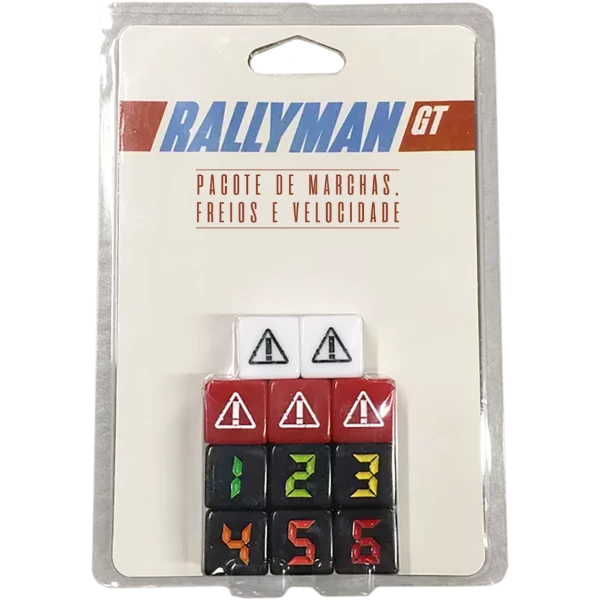 RALLYMAN GT
PACOTE DE MARCHAS,
FREIOS E VELOCIDADE
! !
! ! !
1 2 3
4 5 6